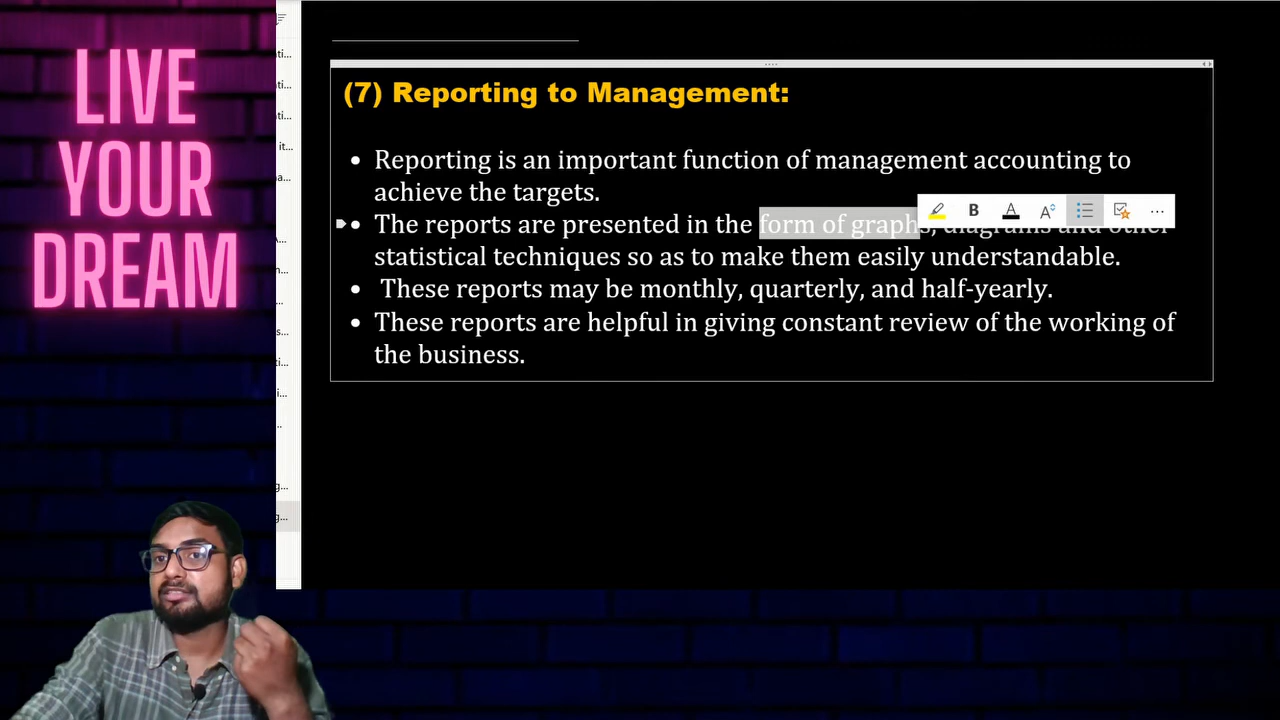 LIVE
YOUR
DREAM
(7) Reporting to Management:
• Reporting is an important function of management accounting to
achieve the targets.
• The reports are presented in the form of graphs, diagrams and other
statistical techniques so as to make them easily understandable.
• These reports may be monthly, quarterly, and half-yearly.
• These reports are helpful in giving constant review of the working of
the business.
B
A
A